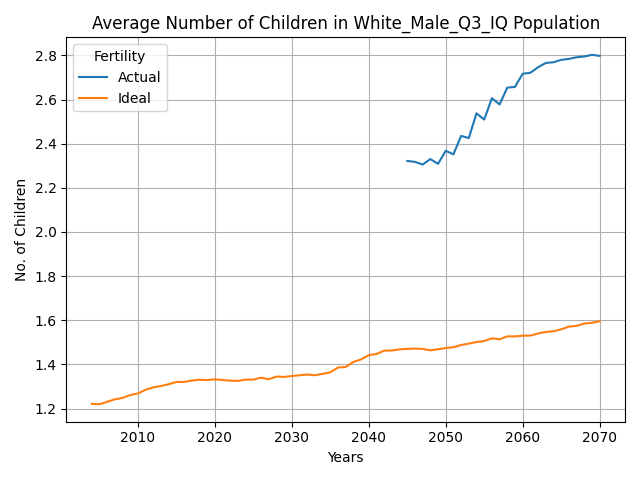 Average Number of Children in White_Male_Q3_IQ Population
Fertility
Actual
Ideal
No. of Children
2.8
2.6
2.4
2.2
2.0
1.8
1.6
1.4
1.2
2010 2020 2030 2040 2050 2060 2070
Years